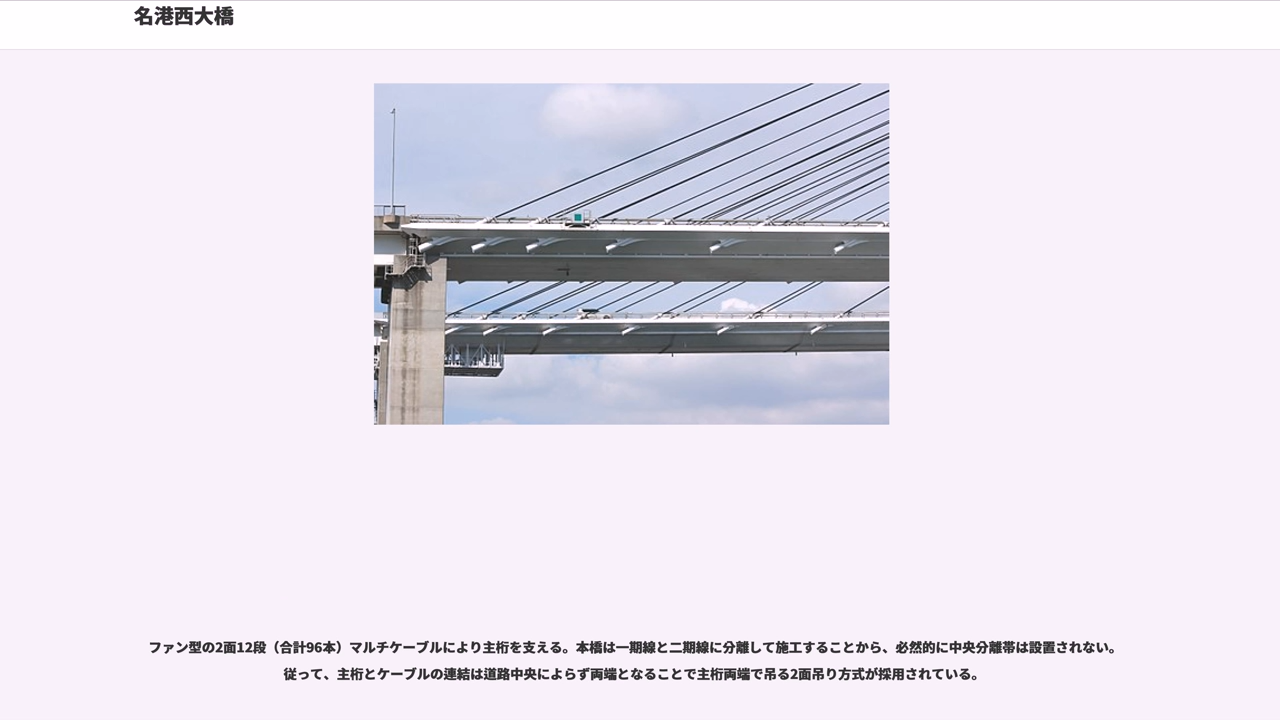 名港西大橋
ファン型の2面12段（合計96本）マルチケーブルにより主桁を支える。本橋は一期線と二期線に分離して施工することから、必然的に中央分離帯は設置されない。
従って、主桁とケーブルの連結は道路中央によらず両端となることで主桁両端で吊る2面吊り方式が採用されている。